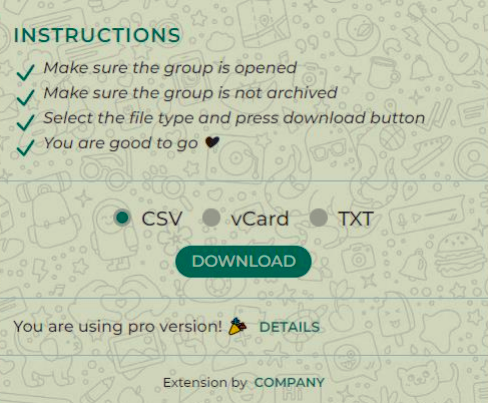 INSTRUCTIONS
Make sure the group is opened
Make sure the group is not archived
Select the file type and press download button
You are good to go 🖤
CSV vCard TXT
DOWNLOAD
You are using pro version! 🎉 DETAILS
Extension by COMPANY